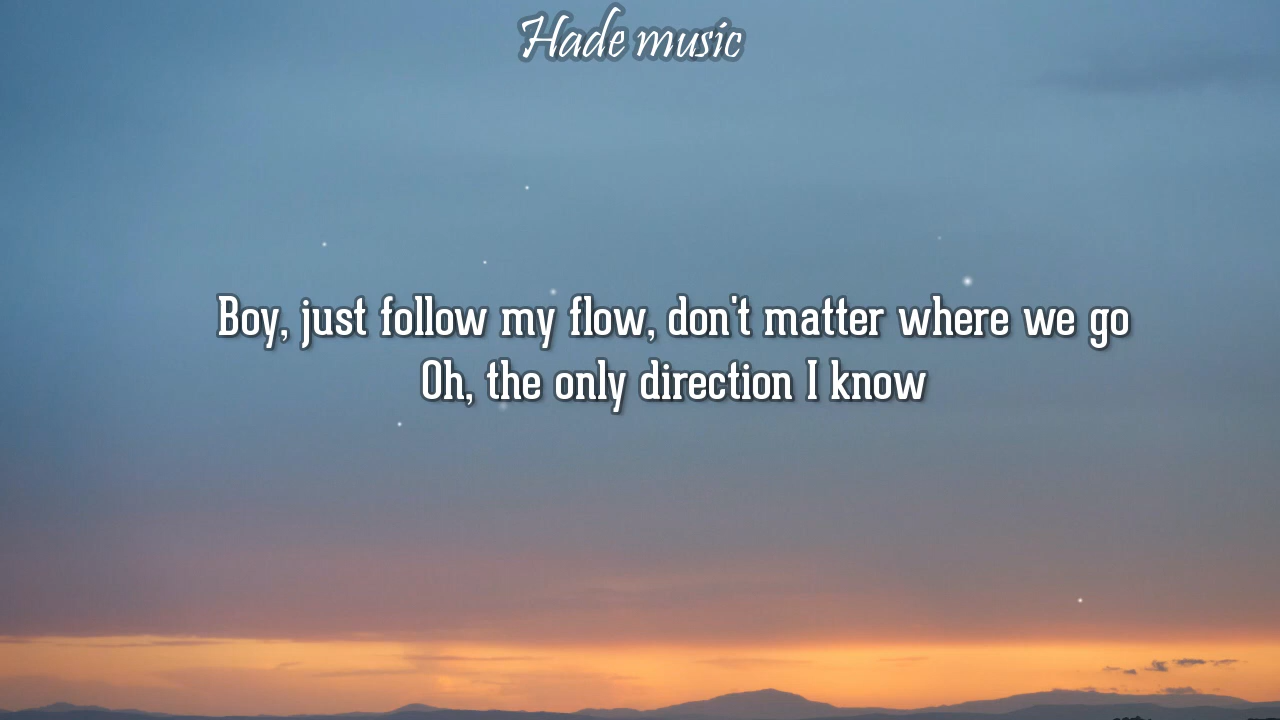 Hade music
Boy, just follow my flow, don't matter where we go
Oh, the only direction I know